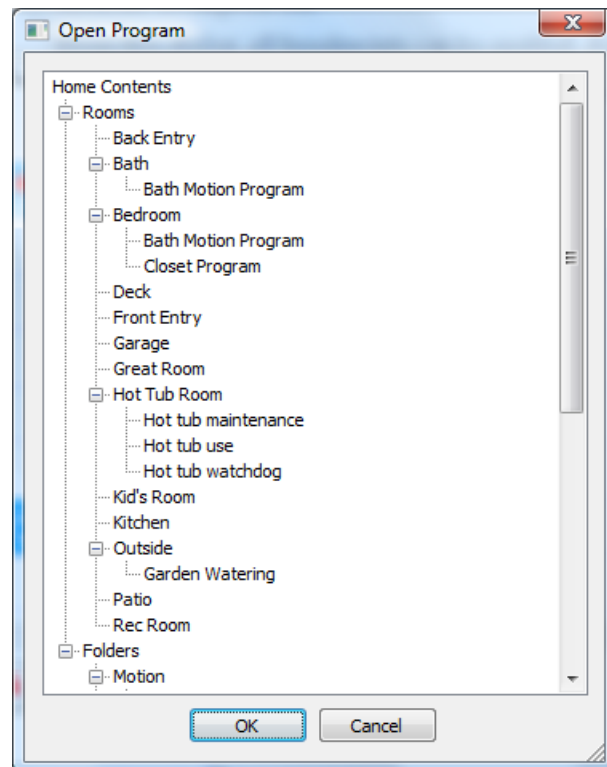 Open Program
Home Contents
Rooms
Back Entry
Bath
Bath Motion Program
Bedroom
Bath Motion Program
Closet Program
Deck
Front Entry
Garage
Great Room
Hot Tub Room
Hot tub maintenance
Hot tub use
Hot tub watchdog
Kid's Room
Kitchen
Outside
Garden Watering
Patio
Rec Room
Folders
Motion
OK Cancel